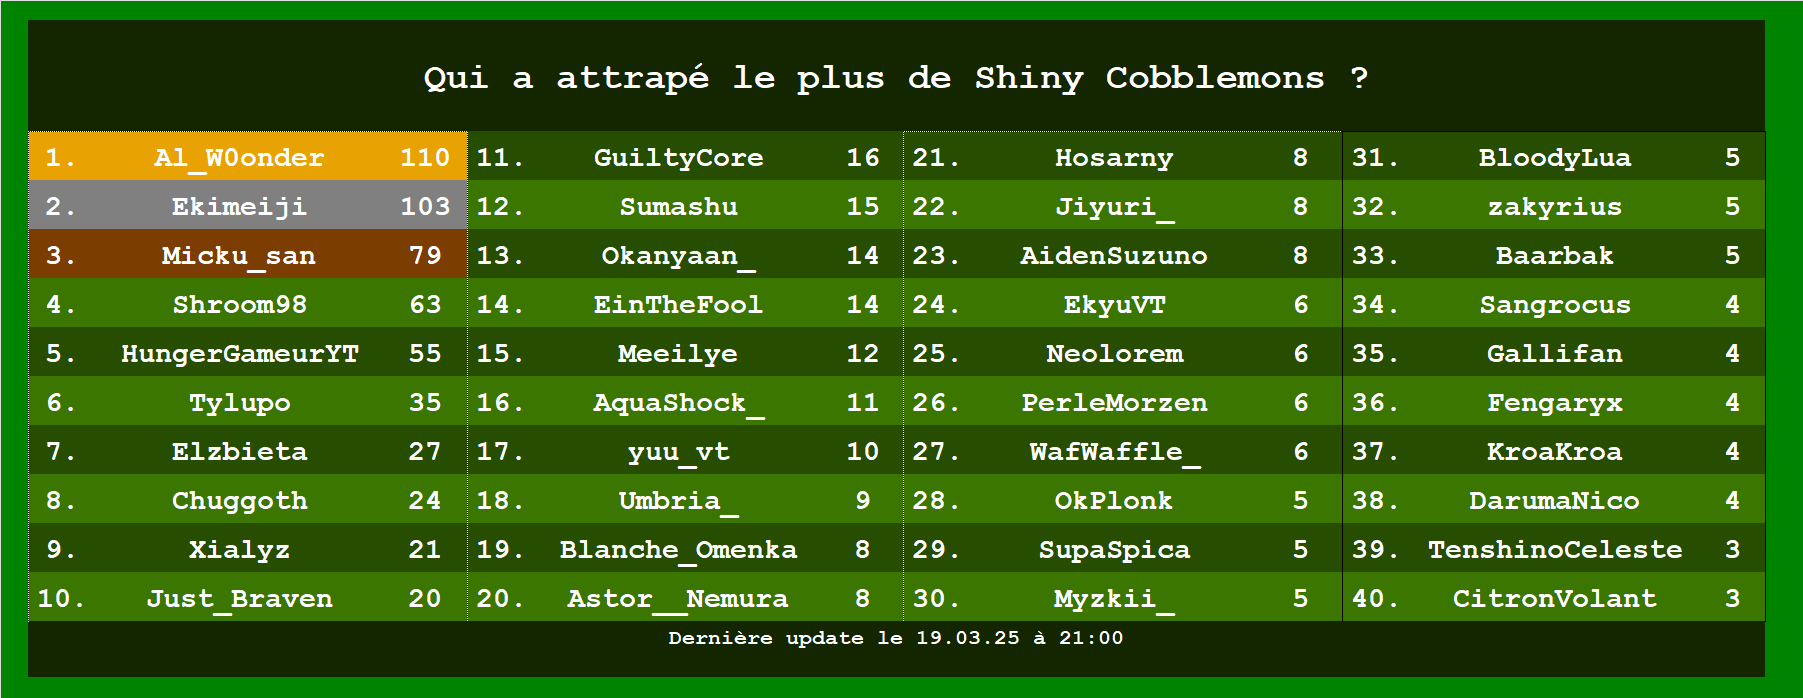 Qui a attrapé le plus de Shiny Cobblemons ?
1. Al_W0onder 110 11. GuiltyCore 16 21. Hosarny 8 31. BloodyLua 5
2. Ekimeiji 103 12. Sumashu 15 22. Jiyuri_ 8 32. zakyrius 5
3. Micku_san 79 13. Okanyaan_ 14 23. AidenSuzuno 8 33. Baarbak 5
4. Shroom98 63 14. EinTheFool 14 24. EkyuVT 6 34. Sangrocus 4
5. HungerGameurYT 55 15. Meeilye 12 25. Neolorem 6 35. Gallifan 4
6. Tylupo 35 16. AquaShock_ 11 26. PerleMorzen 6 36. Fengaryx 4
7. Elzbieta 27 17. yuu_vt 10 27. WafWaffle_ 6 37. KroaKroa 4
8. Chuggoth 24 18. Umbria_ 9 28. OkPlonk 5 38. DarumaNico 4
9. Xialyz 21 19. Blanche_Omenka 8 29. SupaSpica 5 39. TenshinoCeleste 3
10. Just_Braven 20 20. Astor__Nemura 8 30. Myzkii_ 5 40. CitronVolant 3
Dernière update le 19.03.25 à 21:00